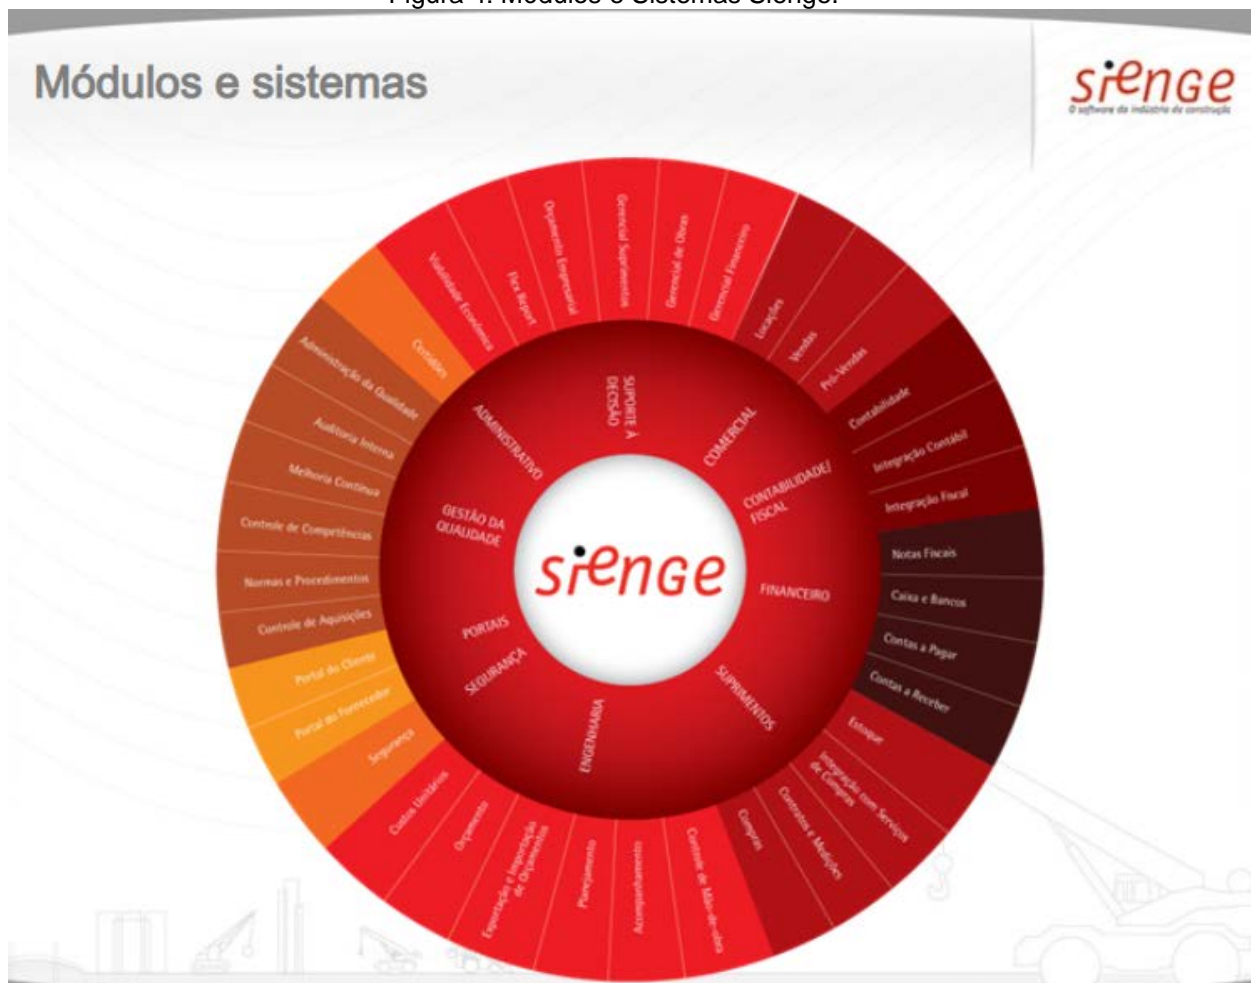 Figura 4: Módulos e Sistemas Sienge.
Módulos e sistemas
sienge
O software da indústria da construção
Viabilidade Econômica
Flex Report
Orçamento Empresarial
Gerencial Suprimentos
Gerencial de Obras
Gerencial Financeiro
Locações
Vendas
Pré-Vendas
Contabilidade
Integração Contábil
Integração Fiscal
Notas Fiscais
Caixa e Bancos
Contas a Pagar
Contas a Receber
Estoque
Integração com Serviços
de Compras
Contratos e Medições
Compras
Controle de Mão-de-obra
Acompanhamento
Planejamento
Exportação e Importação
de Orçamentos
Orçamento
Custos Unitários
Segurança
Portal do Fornecedor
Portal do Cliente
Controle de Aquisições
Normas e Procedimentos
Controle de Competências
Melhoria Contínua
Auditoria Interna
Administração da Qualidade
Certidões
SUPORTE À
DECISÃO
COMERCIAL
CONTABILIDADE/
FISCAL
FINANCEIRO
SUPRIMENTOS
ENGENHARIA
SEGURANÇA
PORTAIS
GESTÃO DA
QUALIDADE
ADMINISTRATIVO
sienge